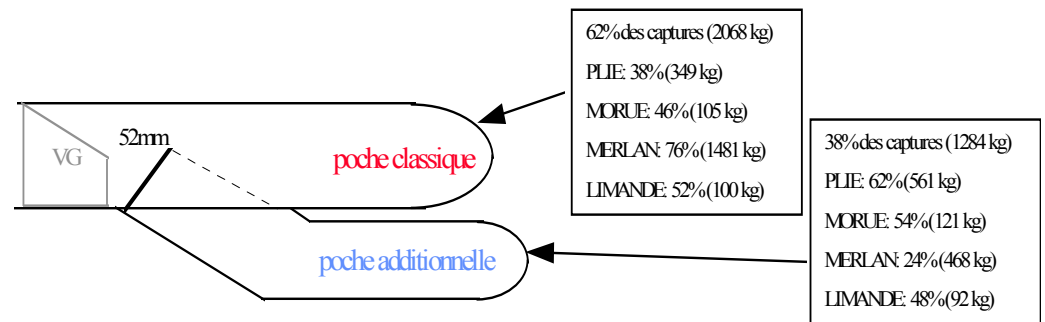 62% des captures (2068 kg)
PLIE: 38% (349 kg)
MORUE: 46% (105 kg)
MERLAN: 76% (1481 kg)
LIMANDE: 52% (100 kg)
52mm
VG
poche classique
38% des captures (1284 kg)
PLIE: 62% (561 kg)
MORUE: 54% (121 kg)
MERLAN: 24% (468 kg)
LIMANDE: 48% (92 kg)
poche additionnelle